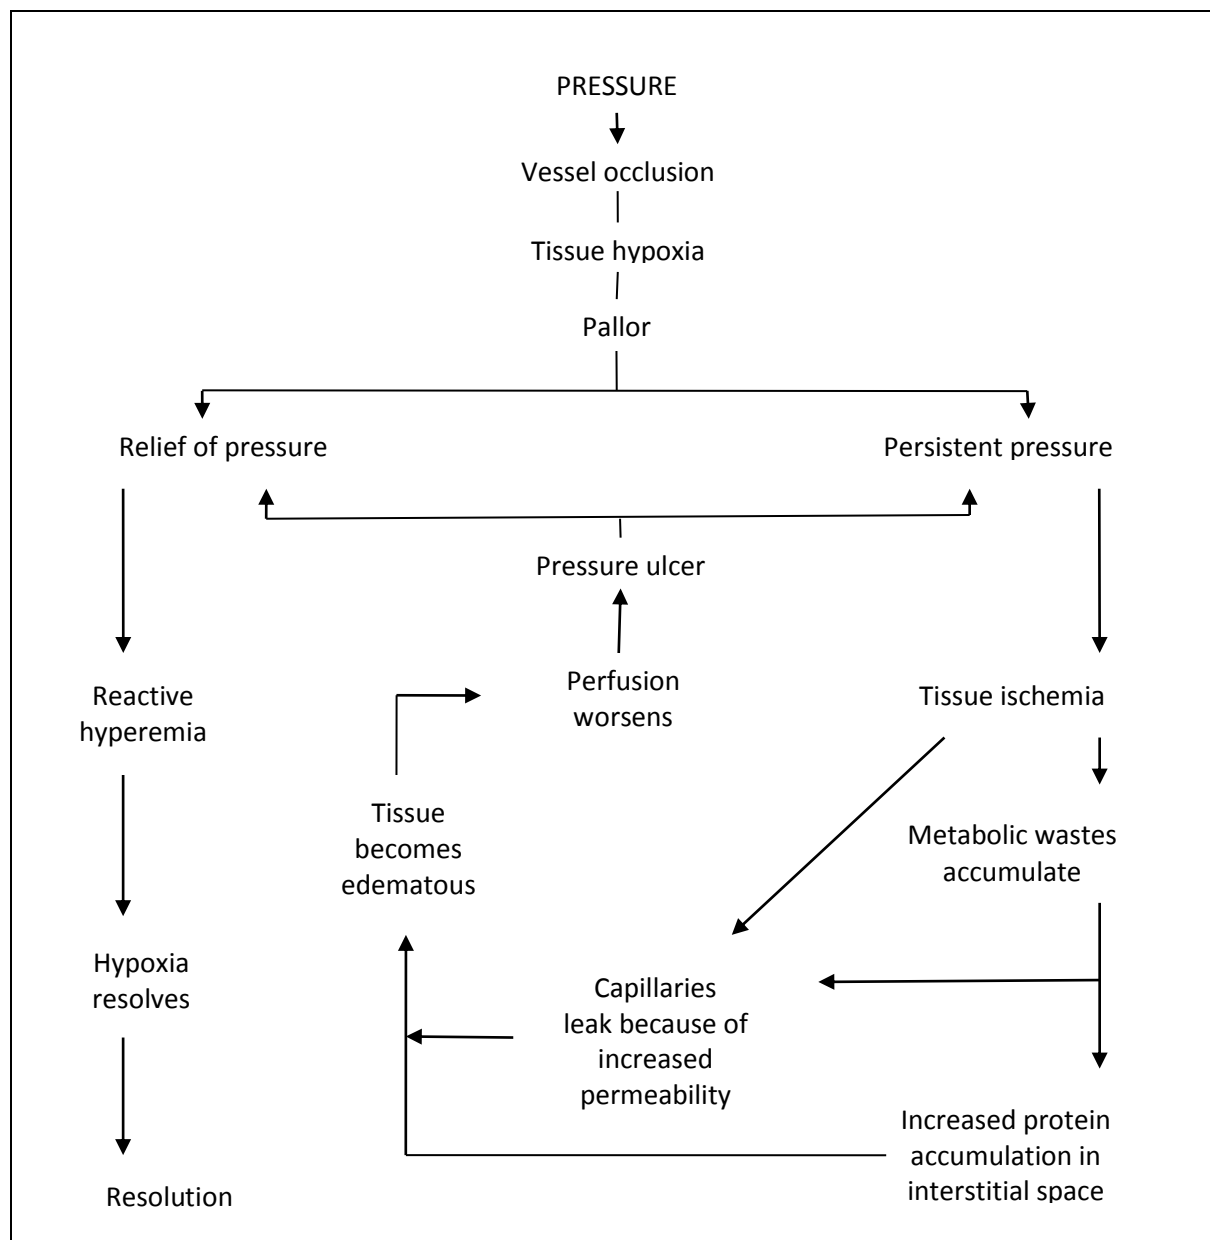 PRESSURE
Vessel occlusion
Tissue hypoxia
Pallor
Relief of pressure
Persistent pressure
Pressure ulcer
Reactive
hyperemia
Perfusion
worsens
Tissue ischemia
Tissue
becomes
edematous
Metabolic wastes
accumulate
Hypoxia
resolves
Capillaries
leak because of
increased
permeability
Increased protein
accumulation in
interstitial space
Resolution